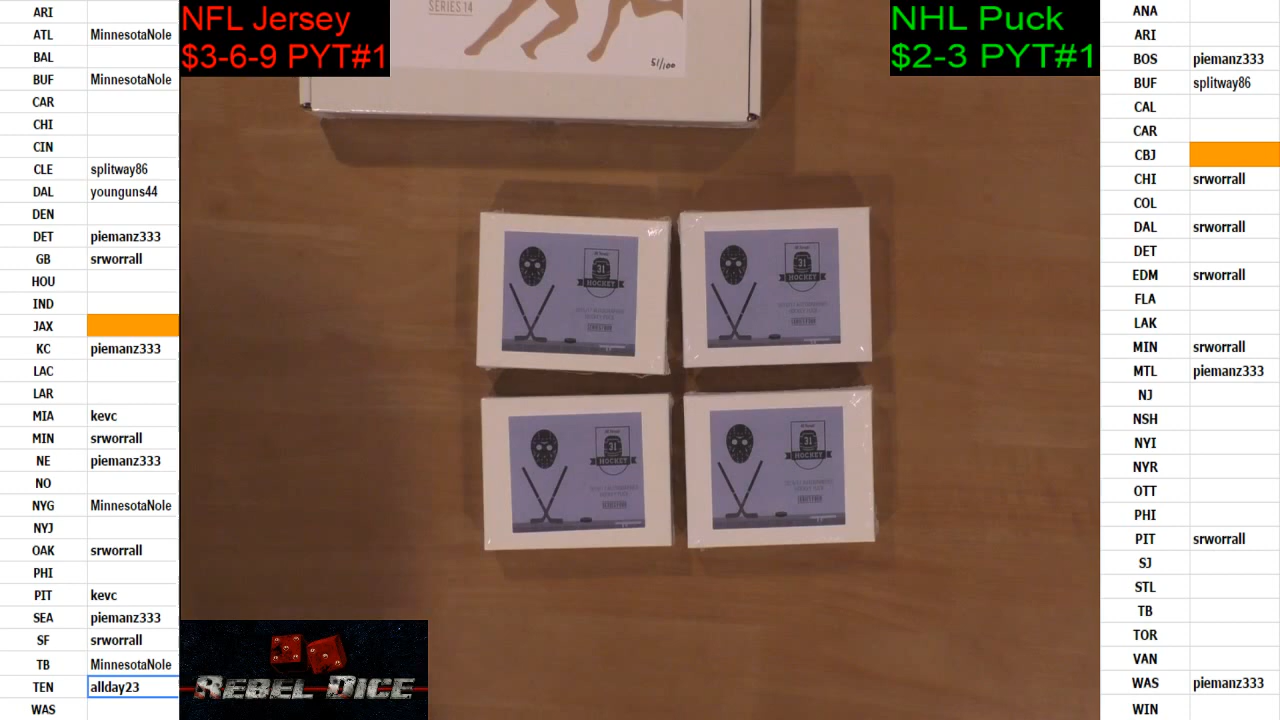 ARI
ATL MinnesotaNole
BAL
BUF MinnesotaNole
CAR
CHI
CIN
CLE splitway86
DAL younguns44
DEN
DET piemanz333
GB srworrall
HOU
IND
JAX
KC piemanz333
LAC
LAR
MIA kevc
MIN srworrall
NE piemanz333
NO
NYG MinnesotaNole
NYJ
OAK srworrall
PHI
PIT kevc
SEA piemanz333
SF srworrall
TB MinnesotaNole
TEN allday23
WAS
NFL Jersey
$3-6-9 PYT#1
SERIES 14
51/100
NHL Puck
$2-3 PYT#1
31
HOCKEY
31
HOCKEY
31
HOCKEY
31
HOCKEY
REBEL DICE
ANA
ARI
BOS piemanz333
BUF splitway86
CAL
CAR
CBJ
CHI srworrall
COL
DAL srworrall
DET
EDM srworrall
FLA
LAK
MIN srworrall
MTL piemanz333
NJ
NSH
NYI
NYR
OTT
PHI
PIT srworrall
SJ
STL
TB
TOR
VAN
WAS piemanz333
WIN